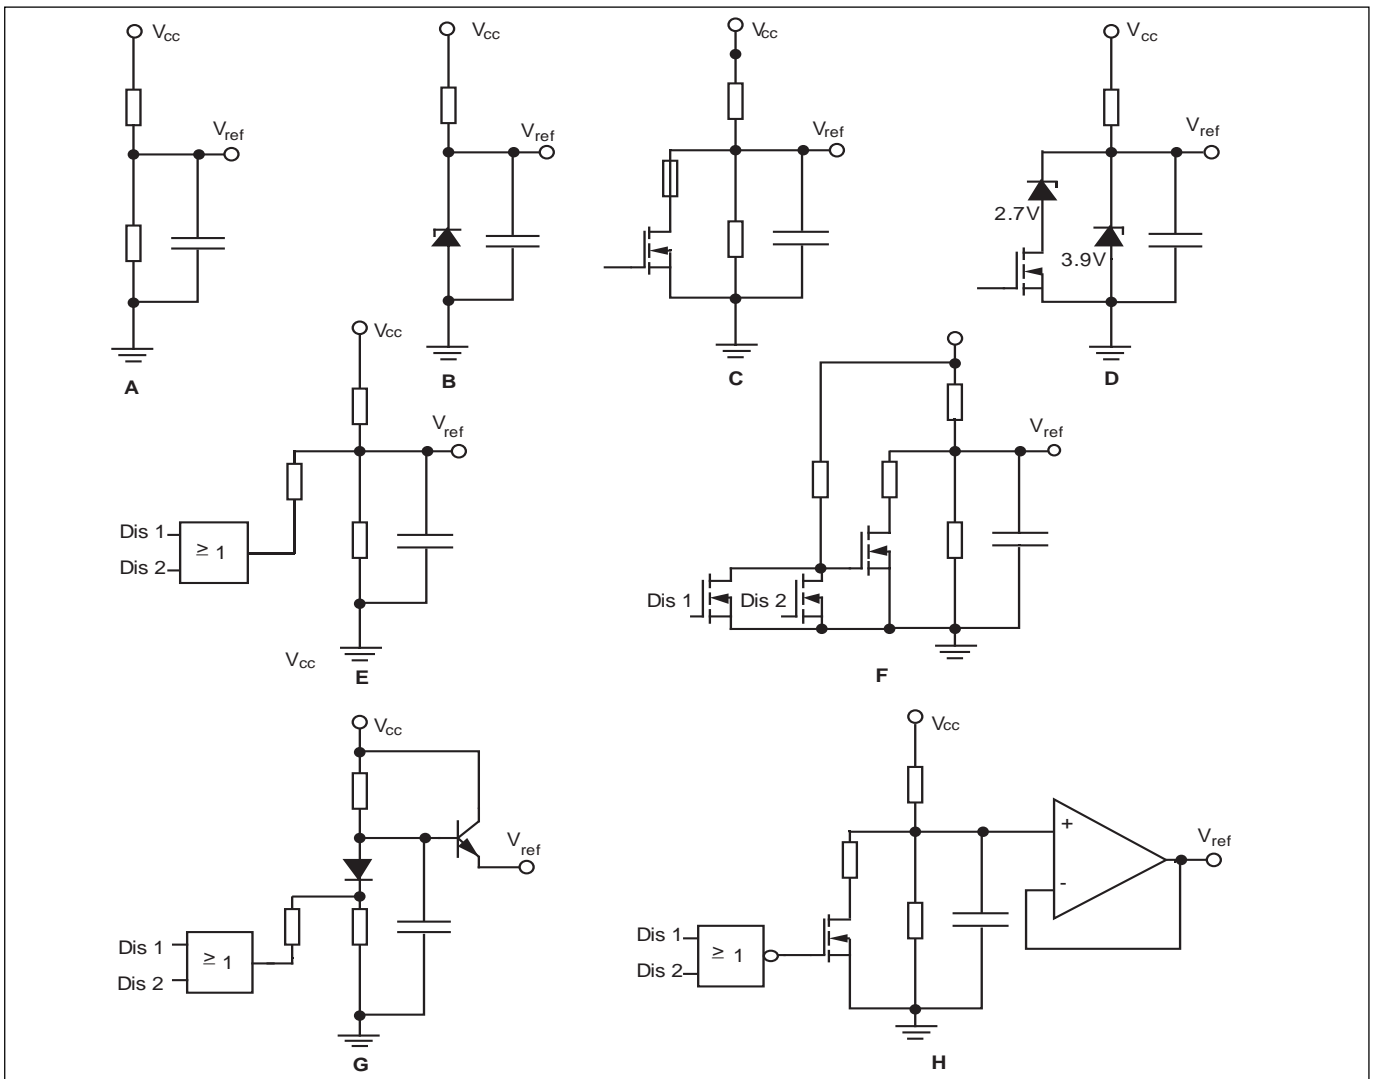 Vcc
Vcc
Vcc
Vcc
Vref
Vref
Vref
Vref
2.7V
3.9V
A
B
C
D
Vcc
Vref
Dis 1
Dis 2
≥ 1
Vcc
E
Vref
Dis 1
Dis 2
F
Vcc
Vref
Dis 1
Dis 2
≥ 1
G
Vcc
+
-
Vref
Dis 1
Dis 2
≥ 1
H